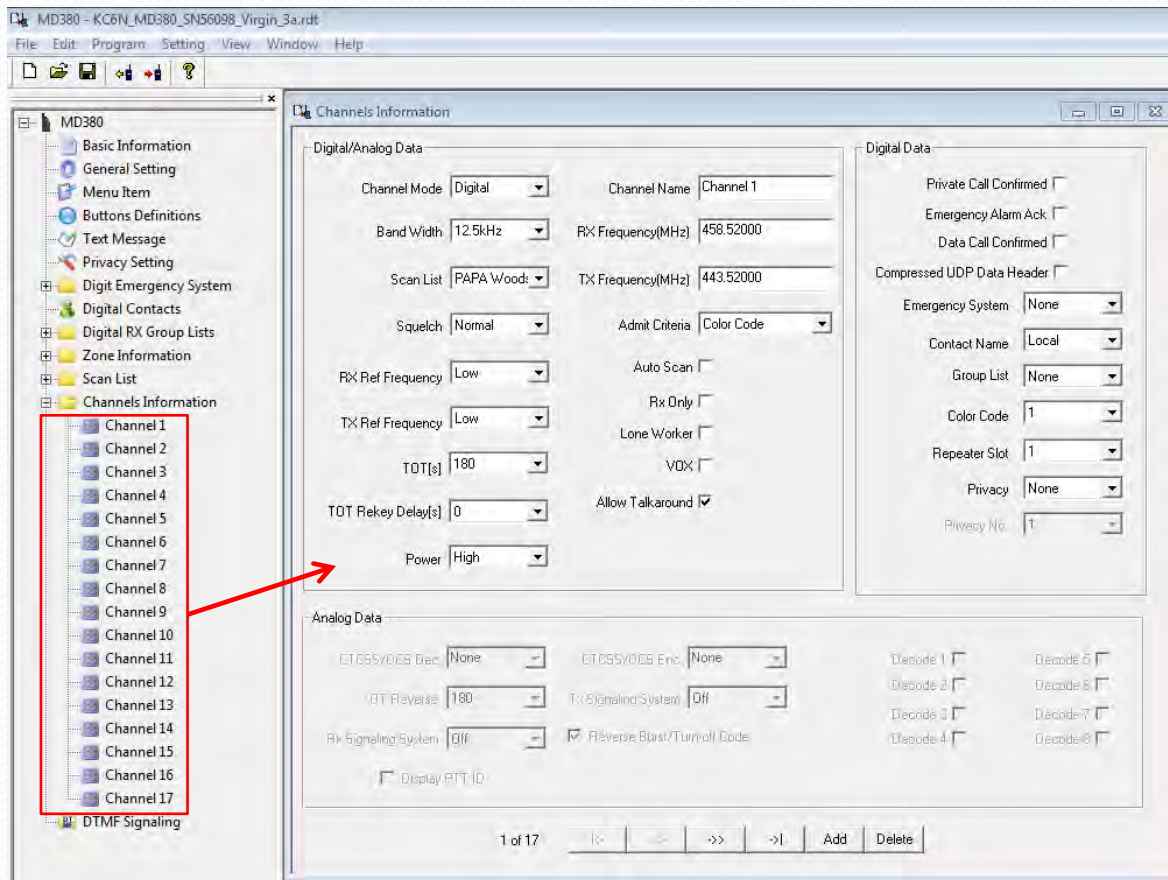 MD380 - KC6N_MD380_SN56098_Virgin_3a.rdt
File Edit Program Setting View Window Help
MD380
Basic Information
General Setting
Menu Item
Buttons Definitions
Text Message
Privacy Setting
Digit Emergency System
Digital Contacts
Digital RX Group Lists
Zone Information
Scan List
Channels Information
Channel 1
Channel 2
Channel 3
Channel 4
Channel 5
Channel 6
Channel 7
Channel 8
Channel 9
Channel 10
Channel 11
Channel 12
Channel 13
Channel 14
Channel 15
Channel 16
Channel 17
DTMF Signaling
Channels Information
Digital/Analog Data
Channel Mode Digital
Channel Name Channel 1
Band Width 12.5kHz
RX Frequency(MHz) 458.52000
Scan List PAPA Woods
TX Frequency(MHz) 443.52000
Squelch Normal
Admit Criteria Color Code
RX Ref Frequency Low
Auto Scan
TX Ref Frequency Low
Rx Only
Lone Worker
TOT[s] 180
VOX
TOT Rekey Delay[s] 0
Allow Talkaround
Power High
Digital Data
Private Call Confirmed
Emergency Alarm Ack
Data Call Confirmed
Compressed UDP Data Header
Emergency System None
Contact Name Local
Group List None
Color Code 1
Repeater Slot 1
Privacy None
Privacy No. 1
Analog Data
CTCSS/DCS Dec None
CTCSS/DCS Enc None
QT Reverse 180
Tx Signaling System Off
Rx Signaling System Off
Reverse Burst/Turn-off Code
Display PTT ID
Decode 1
Decode 5
Decode 2
Decode 6
Decode 3
Decode 7
Decode 4
Decode 8
1 of 17 |<- <<- ->> ->| Add Delete